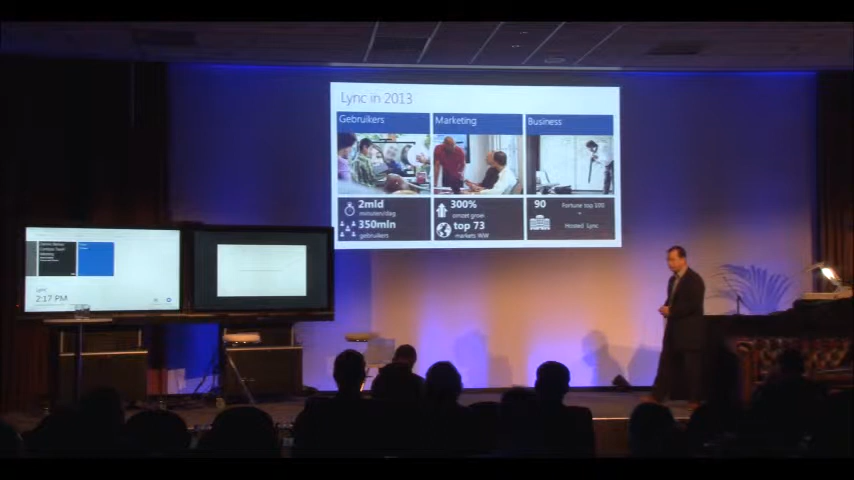 Lync in 2013
Gebruikers
Marketing
Business
2mld
minuten/dag
350mln
gebruikers
300%
omzet groei
top 73
markets WW
90
Fortune top 100
+
Hosted Lync
Lync
2:17 PM